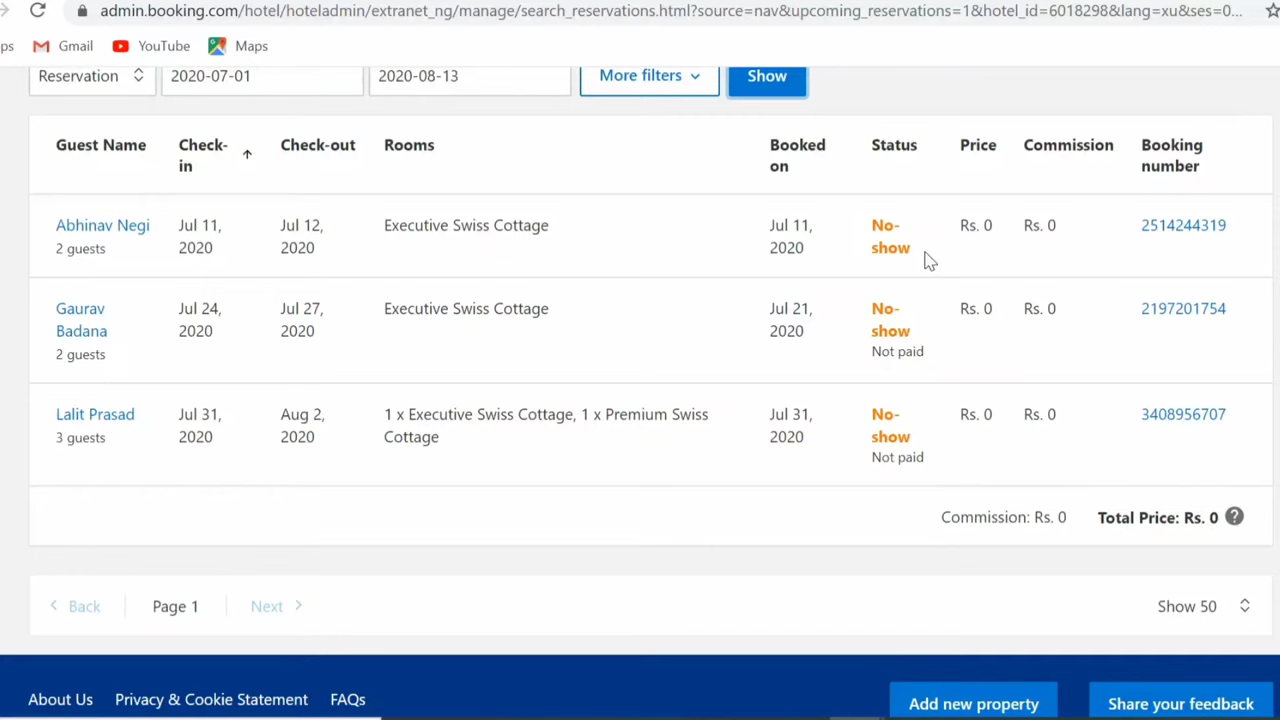 admin.booking.com/hotel/hoteladmin/extranet_ng/manage/search_reservations.html?source=nav&upcoming_reservations=1&hotel_id=6018298&lang=xu&ses=0...
ps Gmail YouTube Maps
Reservation 2020-07-01 2020-08-13 More filters Show
Guest Name Check- Check-out Rooms Booked Status Price Commission Booking
in on number
Abhinav Negi Jul 11, Jul 12, Executive Swiss Cottage Jul 11, No- Rs. 0 Rs. 0 2514244319
2 guests 2020 2020 2020 show
Gaurav Jul 24, Jul 27, Executive Swiss Cottage Jul 21, No- Rs. 0 Rs. 0 2197201754
Badana 2020 2020 2020 show
2 guests Not paid
Lalit Prasad Jul 31, Aug 2, 1 x Executive Swiss Cottage, 1 x Premium Swiss Jul 31, No- Rs. 0 Rs. 0 3408956707
3 guests 2020 2020 Cottage 2020 show
Not paid
Commission: Rs. 0 Total Price: Rs. 0 ?
Back Page 1 Next Show 50
About Us Privacy & Cookie Statement FAQs Add new property Share your feedback